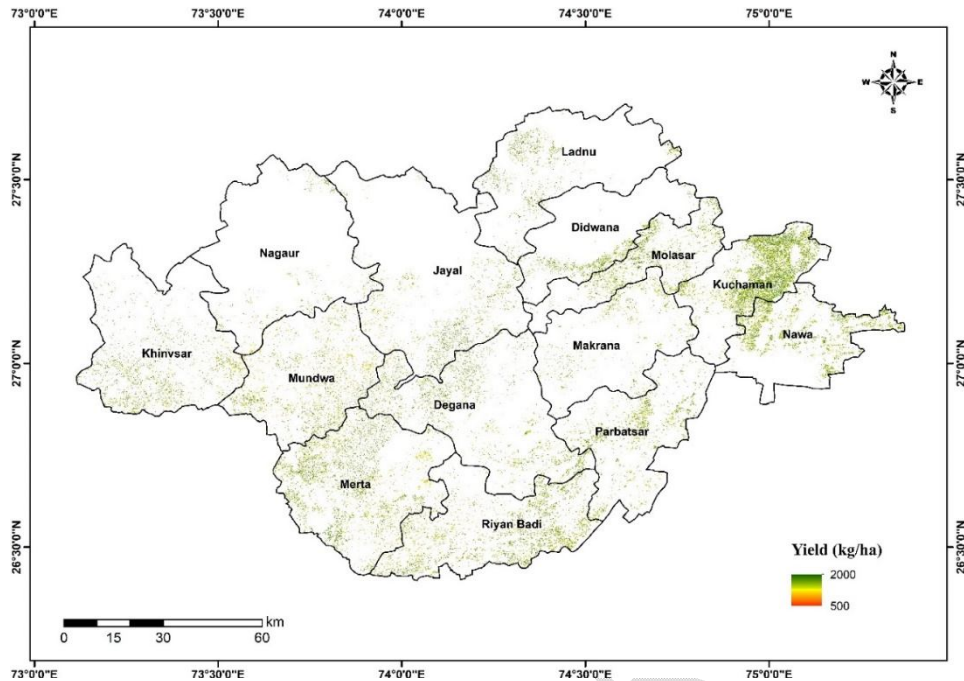 73°0'0"E 73°30'0"E 74°0'0"E 74°30'0"E 75°0'0"E
N
W E
S
27°30'0"N
27°30'0"N
Ladnu
Didwana
Nagaur
Molasar
Jayal
Kuchaman
Nawa
Makrana
Khinvsar
27°0'0"N
27°0'0"N
Mundwa
Degana
Parbatsar
Merta
Riyan Badi
26°30'0"N
26°30'0"N
Yield (kg/ha)
2000
500
km
0 15 30 60
73°0'0"E 73°30'0"E 74°0'0"E 74°30'0"E 75°0'0"E